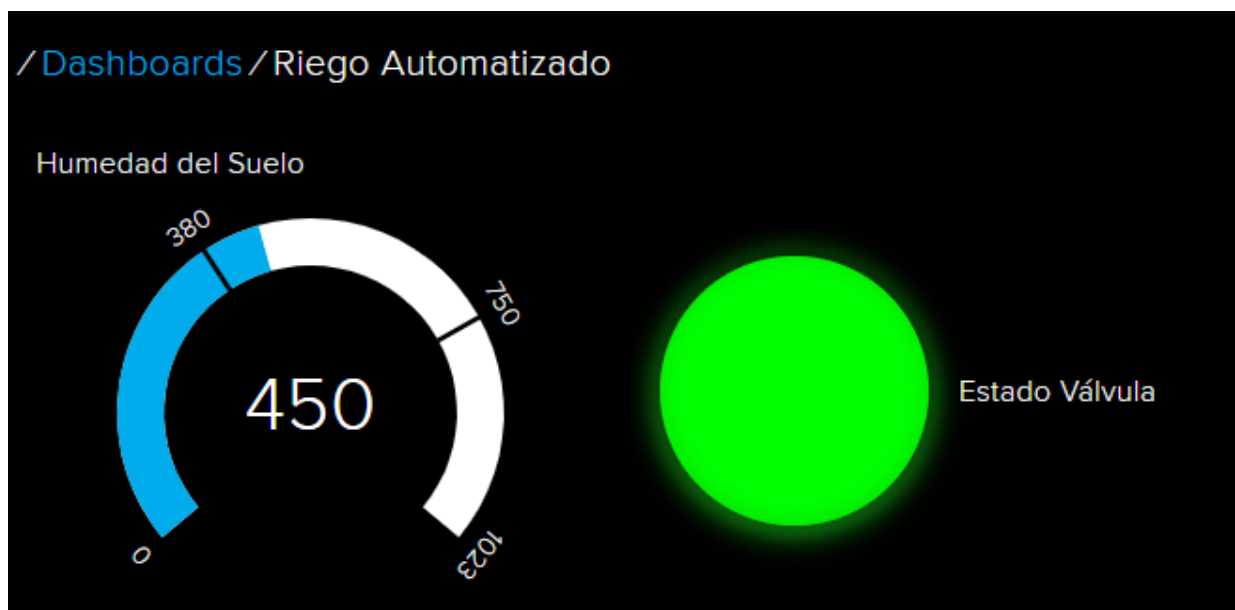 / Dashboards / Riego Automatizado
Humedad del Suelo
380
750
450
Estado Válvula
0
1023